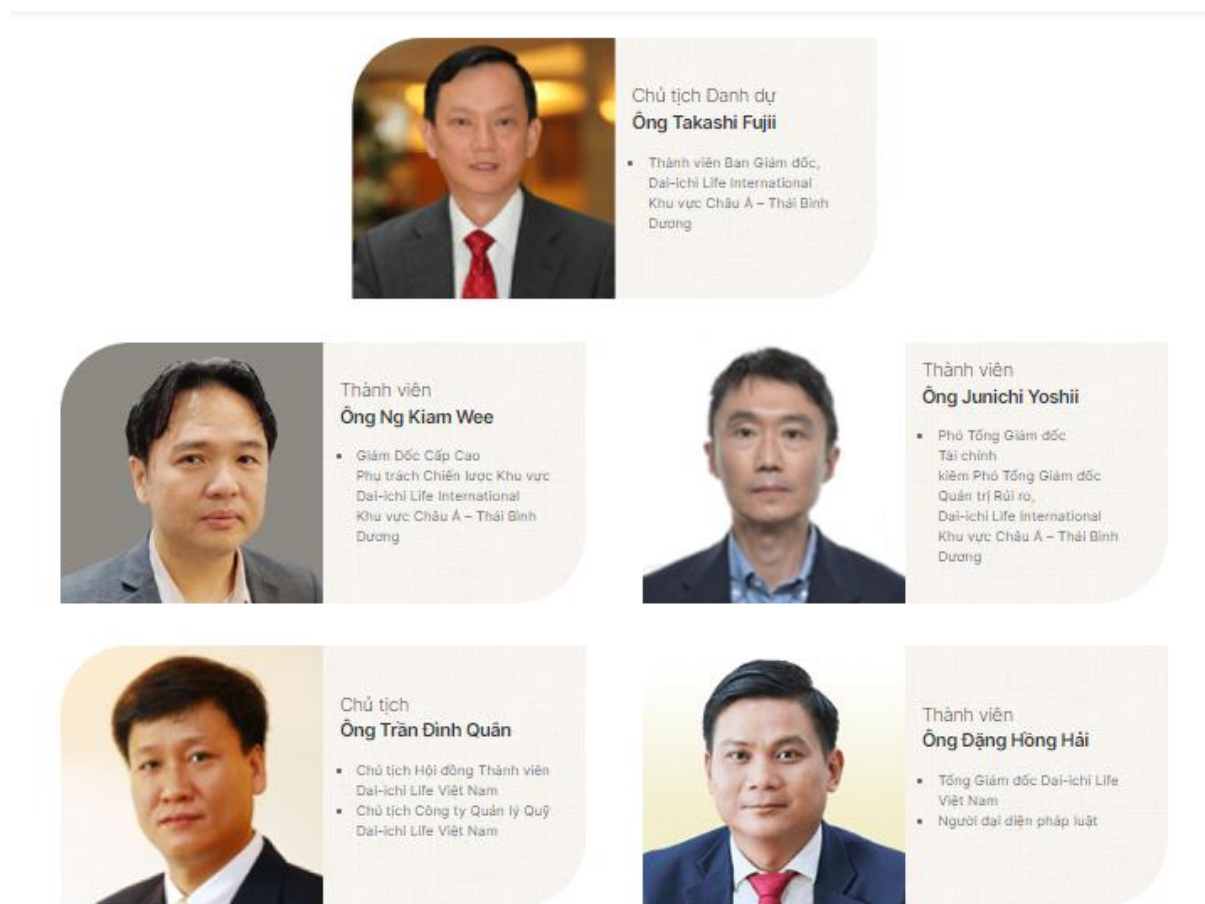 Chủ tịch Danh dự
Ông Takashi Fujii
Thành viên Ban Giám đốc,
Dai-ichi Life International
Khu vực Châu Á – Thái Bình
Dương
Thành viên
Ông Ng Kiam Wee
Giám Dốc Cấp Cao
Phụ trách Chiến lược Khu vực
Dai-ichi Life International
Khu vực Châu Á – Thái Bình
Dương
Thành viên
Ông Junichi Yoshii
Phó Tổng Giám đốc
Tài chính
kiêm Phó Tổng Giám đốc
Quản trị Rủi ro,
Dai-ichi Life International
Khu vực Châu Á – Thái Bình
Dương
Chủ tịch
Ông Trần Đình Quân
Chủ tịch Hội đồng Thành viên
Dai-ichi Life Việt Nam
Chủ tịch Công ty Quản lý Quỹ
Dai-ichi Life Việt Nam
Thành viên
Ông Đặng Hồng Hải
Tổng Giám đốc Dai-ichi Life
Việt Nam
Người đại diện pháp luật